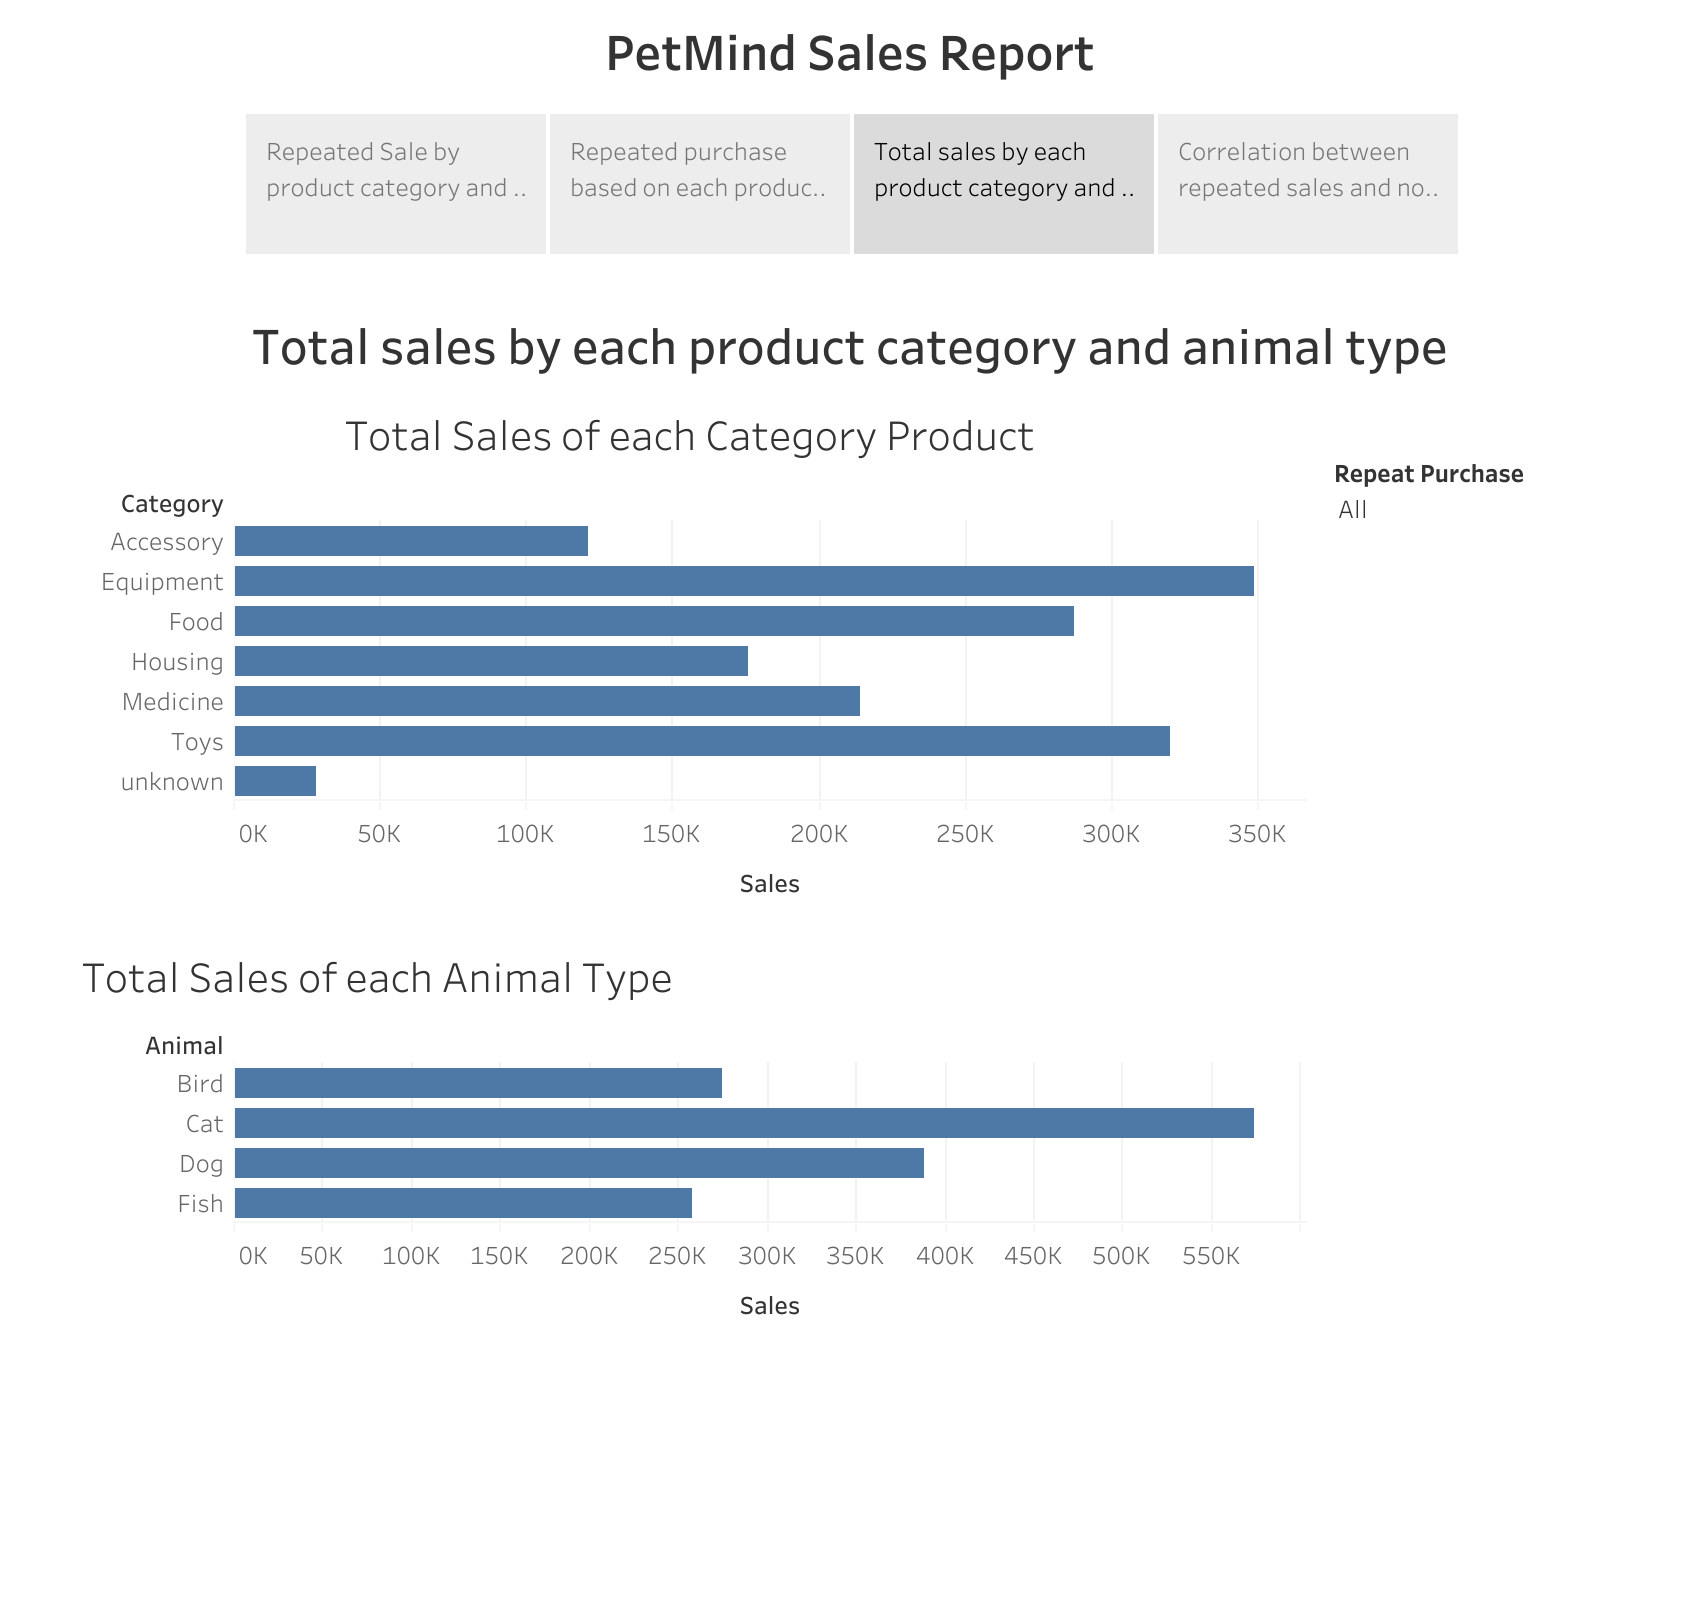 PetMind Sales Report
Repeated Sale by
product category and ..
Repeated purchase
based on each produc..
Total sales by each
product category and ..
Correlation between
repeated sales and no..
Total sales by each product category and animal type
Total Sales of each Category Product
Repeat Purchase
All
Category
Accessory
Equipment
Food
Housing
Medicine
Toys
unknown
0K 50K 100K 150K 200K 250K 300K 350K
Sales
Total Sales of each Animal Type
Animal
Bird
Cat
Dog
Fish
0K 50K 100K 150K 200K 250K 300K 350K 400K 450K 500K 550K
Sales